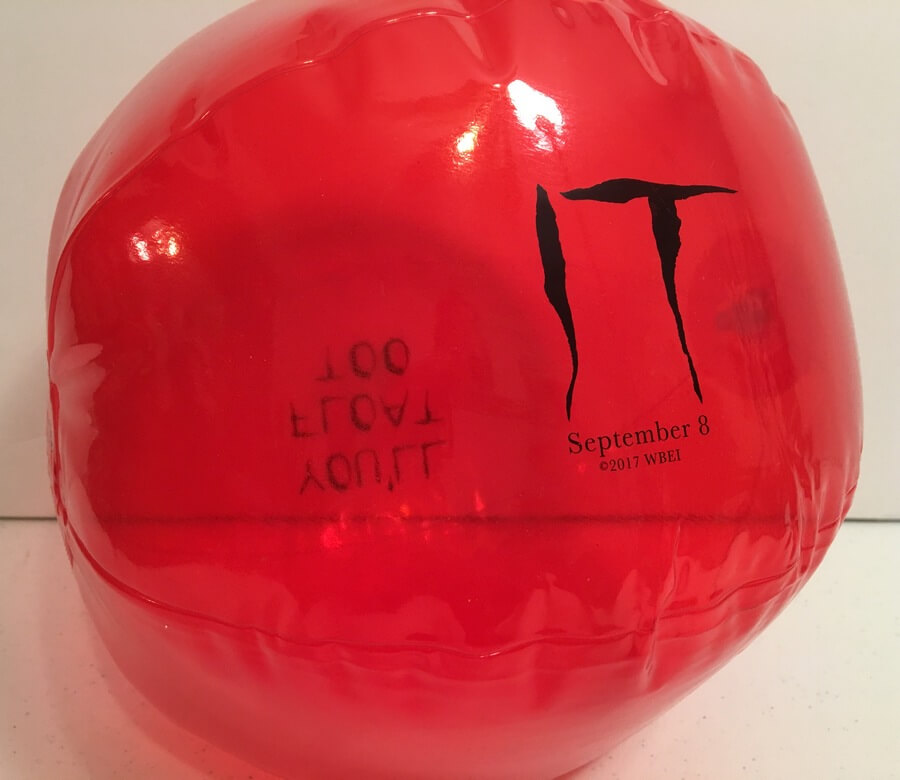 IT
September 8
©2017 WBEI
YOU'LL
FLOAT
TOO